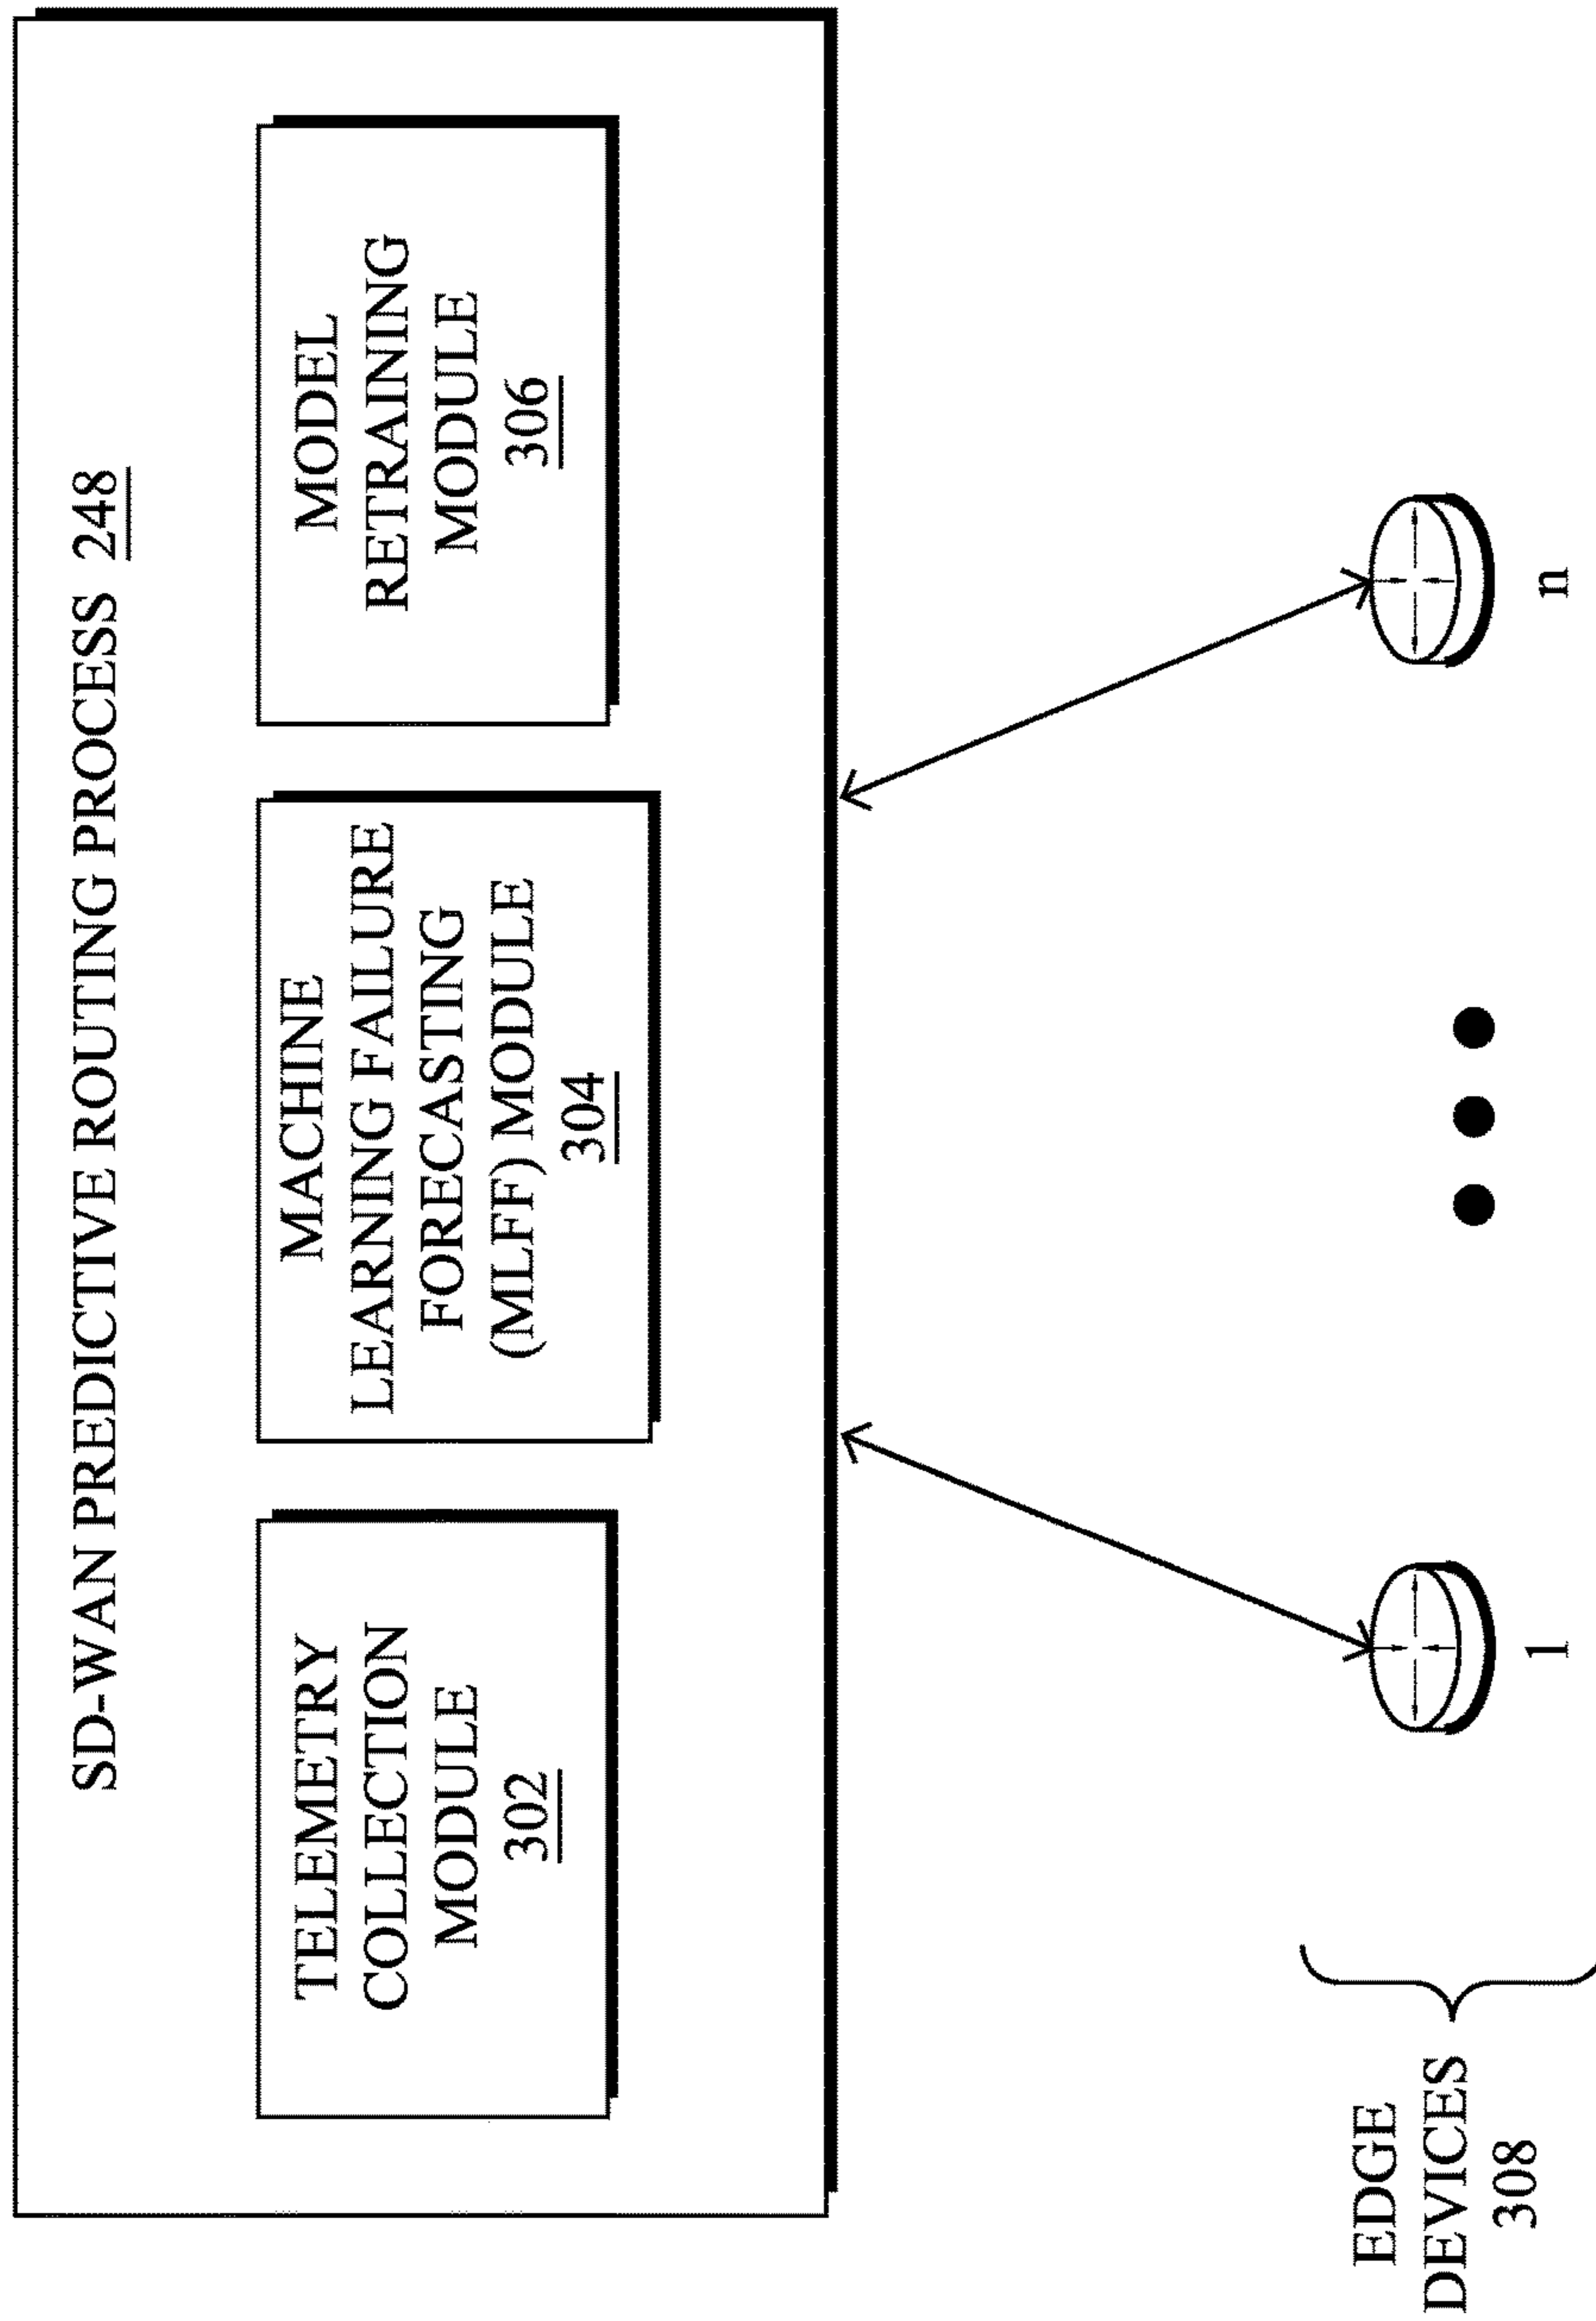 SD-WAN PREDICTIVE ROUTING PROCESS 248
TELEMETRY
COLLECTION
MODULE
302
MACHINE
LEARNING FAILURE
FORECASTING
(MLFF) MODULE
304
MODEL
RETRAINING
MODULE
306
EDGE
DEVICES
308
1
n